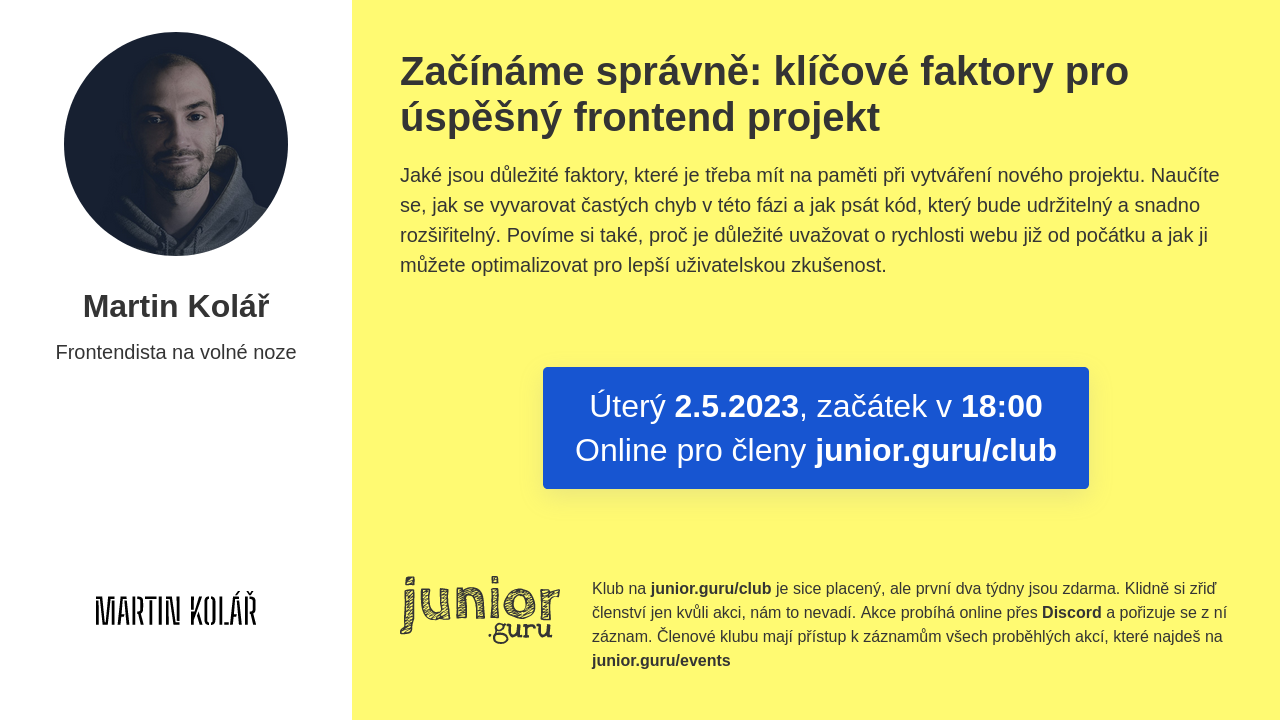 Martin Kolář
Frontendista na volné noze
MARTIN KOLÁŘ
Začínáme správně: klíčové faktory pro
úspěšný frontend projekt
Jaké jsou důležité faktory, které je třeba mít na paměti při vytváření nového projektu. Naučíte
se, jak se vyvarovat častých chyb v této fázi a jak psát kód, který bude udržitelný a snadno
rozšiřitelný. Povíme si také, proč je důležité uvažovat o rychlosti webu již od počátku a jak ji
můžete optimalizovat pro lepší uživatelskou zkušenost.
Úterý 2.5.2023, začátek v 18:00
Online pro členy junior.guru/club
junior
.guru
Klub na junior.guru/club je sice placený, ale první dva týdny jsou zdarma. Klidně si zřiď
členství jen kvůli akci, nám to nevadí. Akce probíhá online přes Discord a pořizuje se z ní
záznam. Členové klubu mají přístup k záznamům všech proběhlých akcí, které najdeš na
junior.guru/events